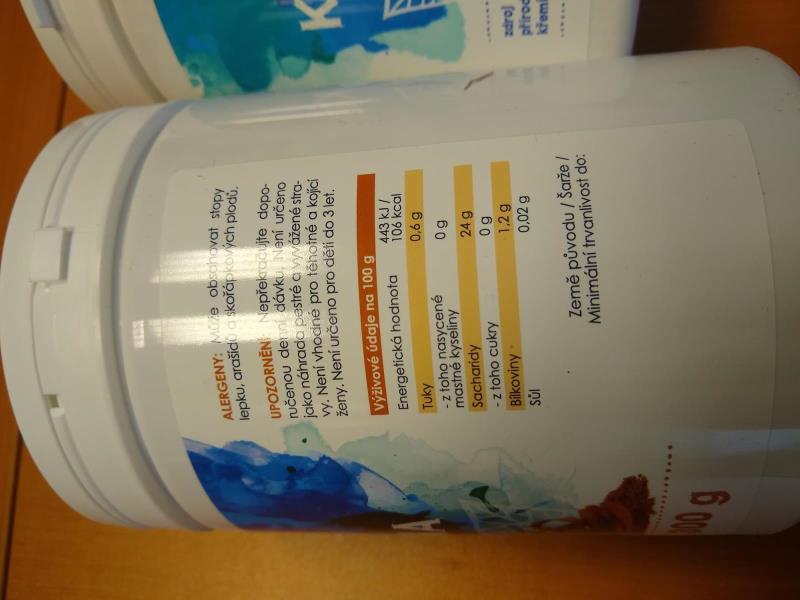 ALERGENY: Může obsahovat stopy
lepku, arašídů a skořápkových plodů.
UPOZORNĚNÍ: Nepřekračujte dopo-
ručenou denní dávku. Není určeno
jako náhrada pestré a vyvážené stra-
vy. Není vhodné pro těhotné a kojící
ženy. Není určeno pro děti do 3 let.
Výživové údaje na 100 g
Energetická hodnota 443 kJ /
106 kcal
Tuky 0,6 g
- z toho nasycené
mastné kyseliny 0 g
Sacharidy 24 g
- z toho cukry 0 g
Bílkoviny 1,2 g
Sůl 0,02 g
Země původu / Šarže /
Minimální trvanlivost do:
zdroj